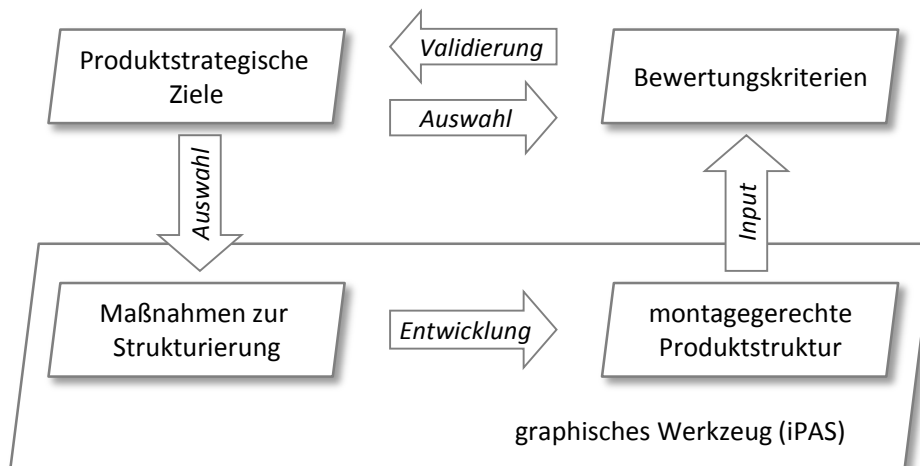 Produktstrategische
Ziele
Validierung
Auswahl
Bewertungskriterien
Auswahl
Input
Maßnahmen zur
Strukturierung
Entwicklung
montagegerechte
Produktstruktur
graphisches Werkzeug (iPAS)